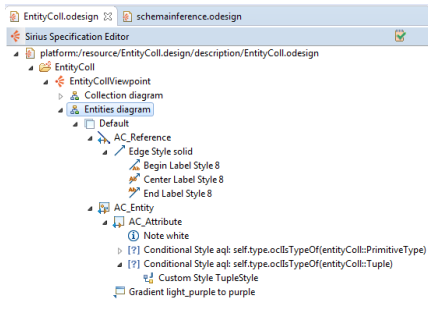 EntityColl.odesign schemainference.odesign
Sirius Specification Editor
platform:/resource/EntityColl.design/description/EntityColl.odesign
EntityColl
EntityCollViewpoint
Collection diagram
Entities diagram
Default
AC_Reference
Edge Style solid
Begin Label Style 8
Center Label Style 8
End Label Style 8
AC_Entity
AC_Attribute
Note white
[?] Conditional Style aql: self.type.oclIsTypeOf(entityColl::PrimitiveType)
[?] Conditional Style aql: self.type.oclIsTypeOf(entityColl::Tuple)
Custom Style TupleStyle
Gradient light_purple to purple